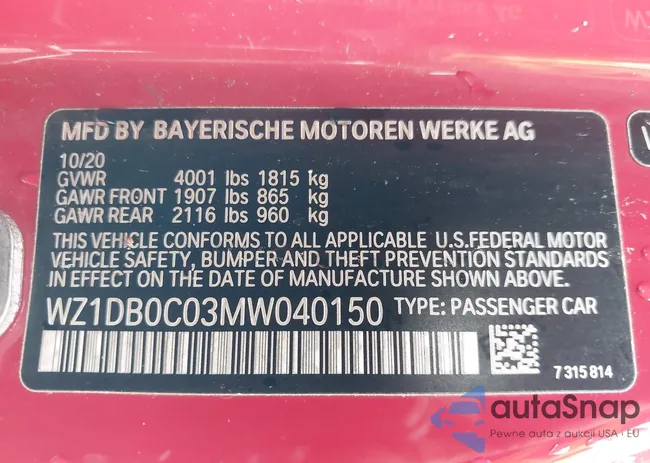 MFD BY BAYERISCHE MOTOREN WERKE AG
10/20
GVWR 4001 lbs 1815 kg
GAWR FRONT 1907 lbs 865 kg
GAWR REAR 2116 lbs 960 kg
THIS VEHICLE CONFORMS TO ALL APPLICABLE U.S.FEDERAL MOTOR
VEHICLE SAFETY, BUMPER AND THEFT PREVENTION STANDARDS
IN EFFECT ON THE DATE OF MANUFACTURE SHOWN ABOVE.
WZ1DB0C03MW040150 TYPE: PASSENGER CAR
7315814
autaSnap
Pewne auta z aukcji USA i EU